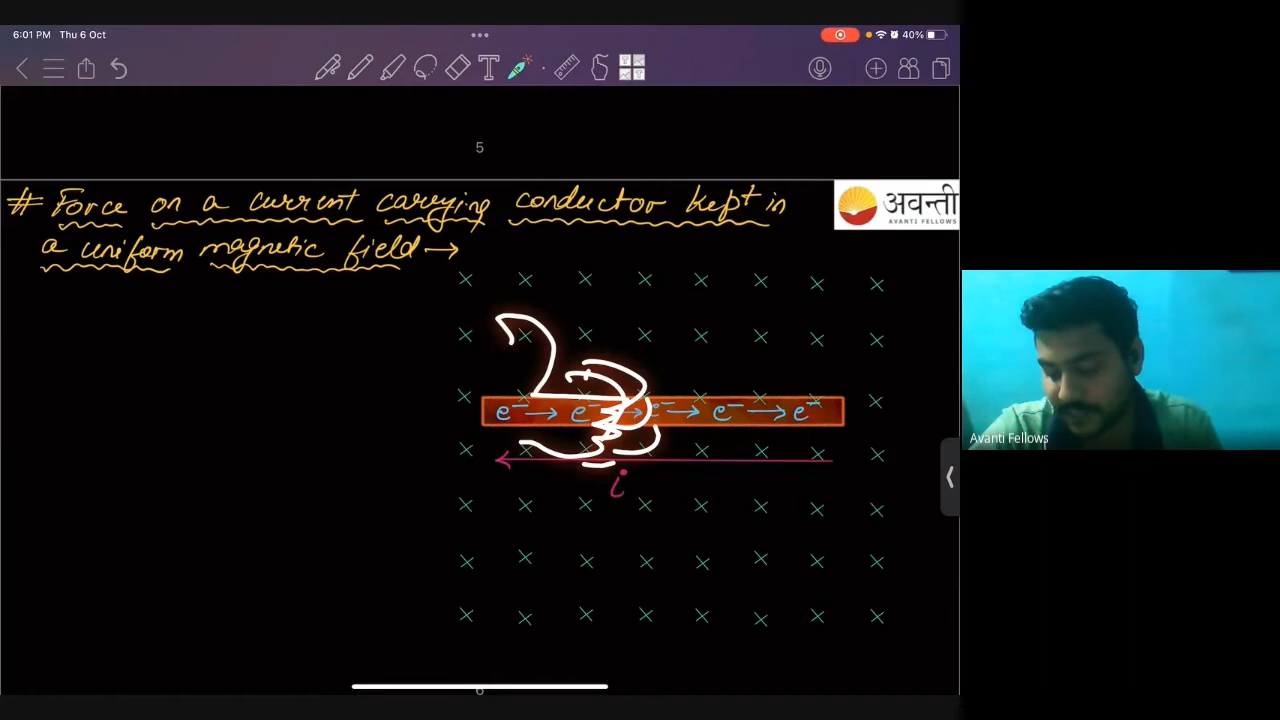 6:01 PM Thu 6 Oct
40%
5
# Force on a current carrying conductor kept in
a uniform magnetic field →
अवन्ती
AVANTI FELLOWS
e⁻ → e⁻ → e⁻ → e⁻ → e⁻
i
Avanti Fellows
6